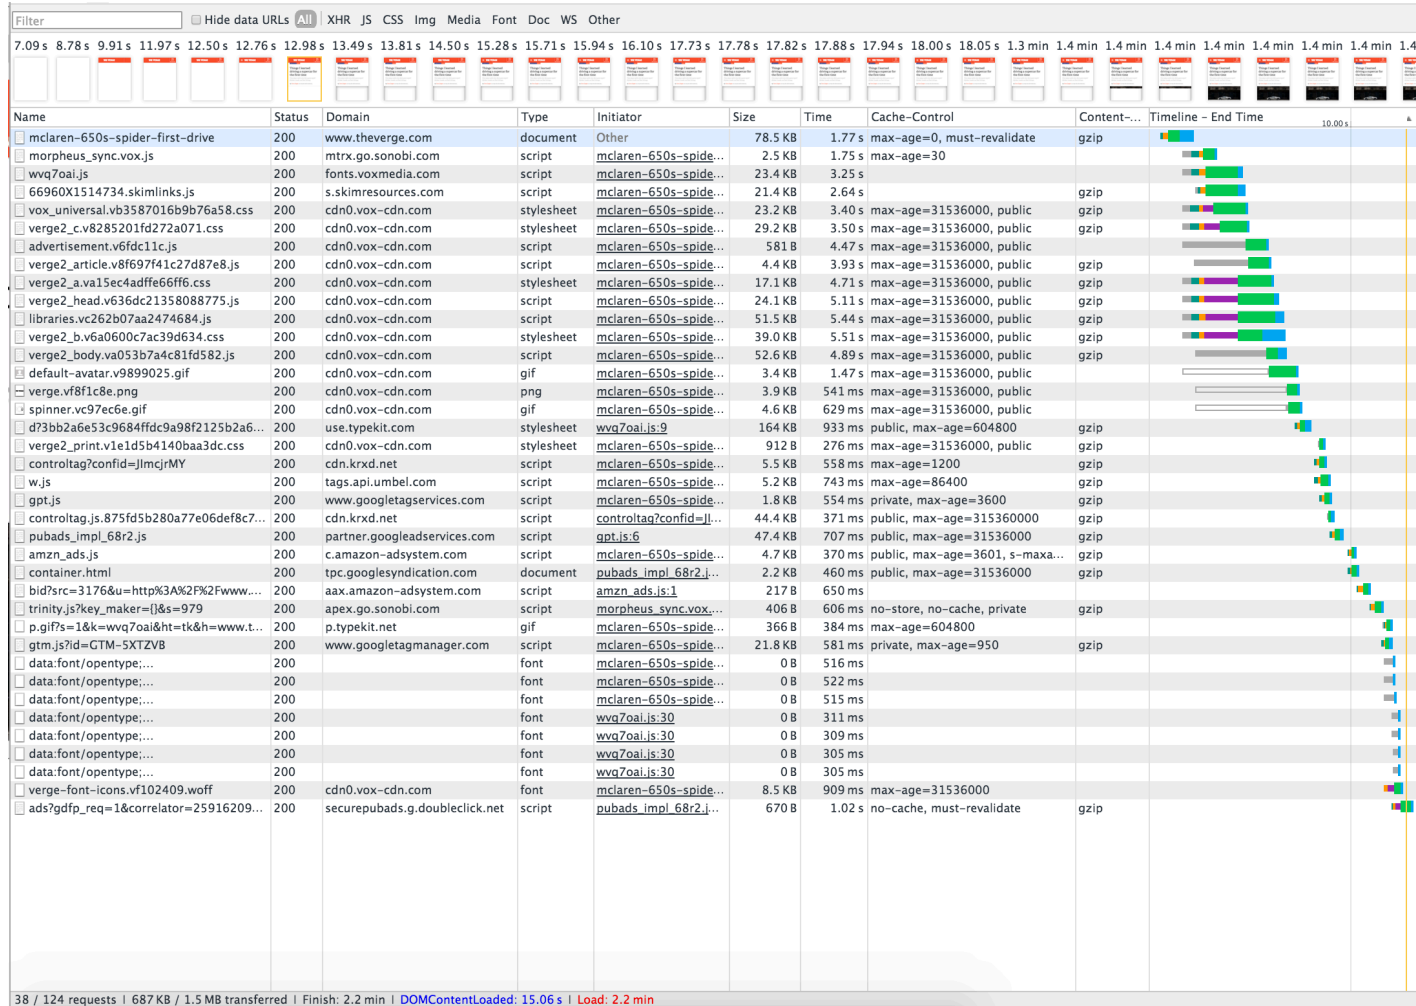 Filter Hide data URLs All XHR JS CSS Img Media Font Doc WS Other
7.09 s 8.78 s 9.91 s 11.97 s 12.50 s 12.76 s 12.98 s 13.49 s 13.81 s 14.50 s 15.28 s 15.71 s 15.94 s 16.10 s 17.73 s 17.78 s 17.82 s 17.88 s 17.94 s 18.00 s 18.05 s 1.3 min 1.4 min 1.4 min 1.4 min 1.4 min 1.4 min 1.4 min 1.4 min 1.4
Name Status Domain Type Initiator Size Time Cache-Control Content-... Timeline – End Time 10.00 s
mclaren-650s-spider-first-drive 200 www.theverge.com document Other 78.5 KB 1.77 s max-age=0, must-revalidate gzip
morpheus_sync.vox.js 200 mtrx.go.sonobi.com script mclaren-650s-spide... 2.5 KB 1.75 s max-age=30
wvq7oai.js 200 fonts.voxmedia.com script mclaren-650s-spide... 23.4 KB 3.25 s
66960X1514734.skimlinks.js 200 s.skimresources.com script mclaren-650s-spide... 21.4 KB 2.64 s gzip
vox_universal.vb3587016b9b76a58.css 200 cdn0.vox-cdn.com stylesheet mclaren-650s-spide... 23.2 KB 3.40 s max-age=31536000, public gzip
verge2_c.v8285201fd272a071.css 200 cdn0.vox-cdn.com stylesheet mclaren-650s-spide... 29.2 KB 3.50 s max-age=31536000, public gzip
advertisement.v6fdc11c.js 200 cdn0.vox-cdn.com script mclaren-650s-spide... 581 B 4.47 s max-age=31536000, public
verge2_article.v8f697f41c27d87e8.js 200 cdn0.vox-cdn.com script mclaren-650s-spide... 4.4 KB 3.93 s max-age=31536000, public gzip
verge2_a.va15ec4adffe66ff6.css 200 cdn0.vox-cdn.com stylesheet mclaren-650s-spide... 17.1 KB 4.71 s max-age=31536000, public gzip
verge2_head.v636dc21358088775.js 200 cdn0.vox-cdn.com script mclaren-650s-spide... 24.1 KB 5.11 s max-age=31536000, public gzip
libraries.vc262b07aa2474684.js 200 cdn0.vox-cdn.com script mclaren-650s-spide... 51.5 KB 5.44 s max-age=31536000, public gzip
verge2_b.v6a0600c7ac39d634.css 200 cdn0.vox-cdn.com stylesheet mclaren-650s-spide... 39.0 KB 5.51 s max-age=31536000, public gzip
verge2_body.va053b7a4c81fd582.js 200 cdn0.vox-cdn.com script mclaren-650s-spide... 52.6 KB 4.89 s max-age=31536000, public gzip
default-avatar.v9899025.gif 200 cdn0.vox-cdn.com gif mclaren-650s-spide... 3.4 KB 1.47 s max-age=31536000, public
verge.vf8f1c8e.png 200 cdn0.vox-cdn.com png mclaren-650s-spide... 3.9 KB 541 ms max-age=31536000, public
spinner.vc97ec6e.gif 200 cdn0.vox-cdn.com gif mclaren-650s-spide... 4.6 KB 629 ms max-age=31536000, public
d?3bb2a6e53c9684ffdc9a98f2125b2a6... 200 use.typekit.com stylesheet wvq7oai.js:9 164 KB 933 ms public, max-age=604800 gzip
verge2_print.v1e1d5b4140baa3dc.css 200 cdn0.vox-cdn.com stylesheet mclaren-650s-spide... 912 B 276 ms max-age=31536000, public gzip
controltag?confid=JImcjrMY 200 cdn.krxd.net script mclaren-650s-spide... 5.5 KB 558 ms max-age=1200 gzip
w.js 200 tags.api.umbel.com script mclaren-650s-spide... 5.2 KB 743 ms max-age=86400 gzip
gpt.js 200 www.googletagservices.com script mclaren-650s-spide... 1.8 KB 554 ms private, max-age=3600 gzip
controltag.js.875fd5b280a77e06def8c7... 200 cdn.krxd.net script controltag?confid=JI... 44.4 KB 371 ms public, max-age=315360000 gzip
pubads_impl_68r2.js 200 partner.googleadservices.com script gpt.js:6 47.4 KB 707 ms public, max-age=31536000 gzip
amzn_ads.js 200 c.amazon-adsystem.com script mclaren-650s-spide... 4.7 KB 370 ms public, max-age=3601, s-maxa... gzip
container.html 200 tpc.googlesyndication.com document pubads_impl_68r2.j... 2.2 KB 460 ms public, max-age=31536000 gzip
bid?src=3176&u=http%3A%2F%2Fwww.... 200 aax.amazon-adsystem.com script amzn_ads.js:1 217 B 650 ms
trinity.js?key_maker={}&s=979 200 apex.go.sonobi.com script morpheus_sync.vox.... 406 B 606 ms no-store, no-cache, private gzip
p.gif?s=1&k=wvq7oai&ht=tk&h=www.t... 200 p.typekit.net gif mclaren-650s-spide... 366 B 384 ms max-age=604800
gtm.js?id=GTM-5XTZVB 200 www.googletagmanager.com script mclaren-650s-spide... 21.8 KB 581 ms private, max-age=950 gzip
data:font/opentype;... 200 font mclaren-650s-spide... 0 B 516 ms
data:font/opentype;... 200 font mclaren-650s-spide... 0 B 522 ms
data:font/opentype;... 200 font mclaren-650s-spide... 0 B 515 ms
data:font/opentype;... 200 font wvq7oai.js:30 0 B 311 ms
data:font/opentype;... 200 font wvq7oai.js:30 0 B 309 ms
data:font/opentype;... 200 font wvq7oai.js:30 0 B 305 ms
data:font/opentype;... 200 font wvq7oai.js:30 0 B 305 ms
verge-font-icons.vf102409.woff 200 cdn0.vox-cdn.com font mclaren-650s-spide... 8.5 KB 909 ms max-age=31536000
ads?gdfp_req=1&correlator=25916209... 200 securepubads.g.doubleclick.net script pubads_impl_68r2.j... 670 B 1.02 s no-cache, must-revalidate gzip
38 / 124 requests | 687 KB / 1.5 MB transferred | Finish: 2.2 min | DOMContentLoaded: 15.06 s | Load: 2.2 min